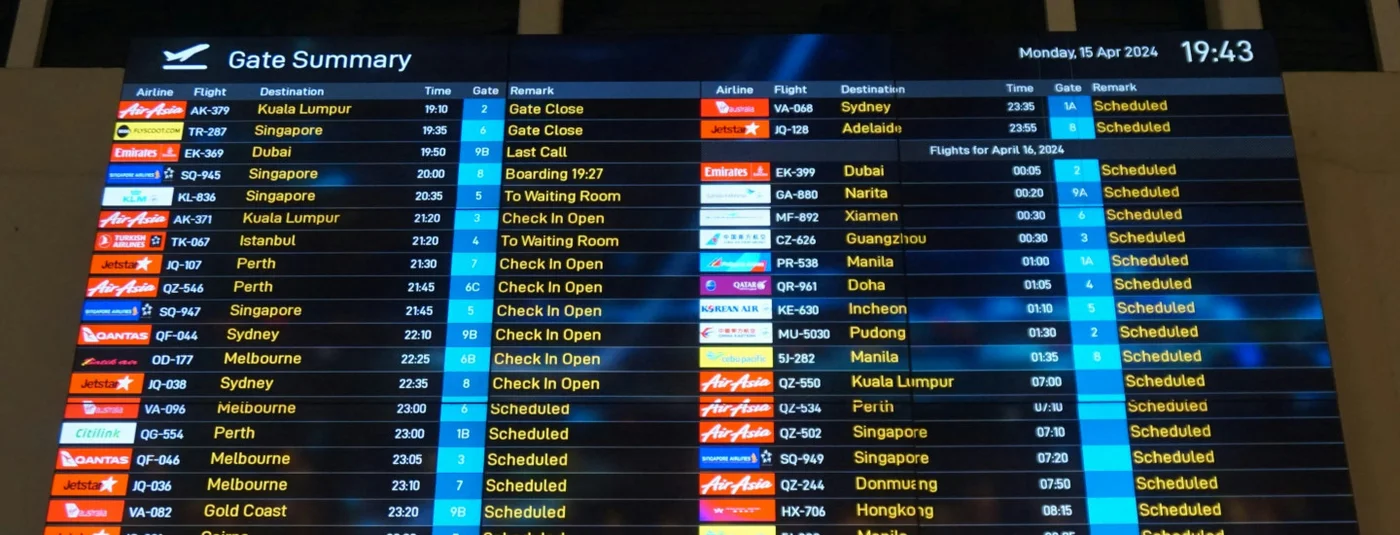 Gate Summary
Monday, 15 Apr 2024 19:43
Airline Flight Destination Time Gate Remark
AirAsia AK-379 Kuala Lumpur 19:10 2 Gate Close
FLYSCOOT.COM TR-287 Singapore 19:35 6 Gate Close
Emirates EK-369 Dubai 19:50 9B Last Call
SINGAPORE AIRLINES SQ-945 Singapore 20:00 8 Boarding 19:27
KLM KL-836 Singapore 20:35 5 To Waiting Room
AirAsia AK-371 Kuala Lumpur 21:20 3 Check In Open
TURKISH AIRLINES TK-067 Istanbul 21:20 4 To Waiting Room
Jetstar JQ-107 Perth 21:30 7 Check In Open
AirAsia QZ-546 Perth 21:45 6C Check In Open
SINGAPORE AIRLINES SQ-947 Singapore 21:45 5 Check In Open
QANTAS QF-044 Sydney 22:10 9B Check In Open
Batik air OD-177 Melbourne 22:25 6B Check In Open
Jetstar JQ-038 Sydney 22:35 8 Check In Open
VA-096 Melbourne 23:00 6 Scheduled
Citilink QG-554 Perth 23:00 1B Scheduled
QANTAS QF-046 Melbourne 23:05 3 Scheduled
Jetstar JQ-036 Melbourne 23:10 7 Scheduled
VA-082 Gold Coast 23:20 9B Scheduled
Airline Flight Destination Time Gate Remark
VA-068 Sydney 23:35 1A Scheduled
Jetstar JQ-128 Adelaide 23:55 8 Scheduled
Flights for April 16, 2024
Emirates EK-399 Dubai 00:05 2 Scheduled
GA-880 Narita 00:20 9A Scheduled
MF-892 Xiamen 00:30 6 Scheduled
中国南方航空 CZ-626 Guangzhou 00:30 3 Scheduled
PR-538 Manila 01:00 1A Scheduled
QATAR QR-961 Doha 01:05 4 Scheduled
KOREAN AIR KE-630 Incheon 01:10 5 Scheduled
MU-5030 Pudong 01:30 2 Scheduled
cebu pacific 5J-282 Manila 01:35 8 Scheduled
AirAsia QZ-550 Kuala Lumpur 07:00 Scheduled
AirAsia QZ-534 Perth 07:10 Scheduled
AirAsia QZ-502 Singapore 07:10 Scheduled
SINGAPORE AIRLINES SQ-949 Singapore 07:20 Scheduled
AirAsia QZ-244 Donmuang 07:50 Scheduled
HX-706 Hongkong 08:15 Scheduled
Manila